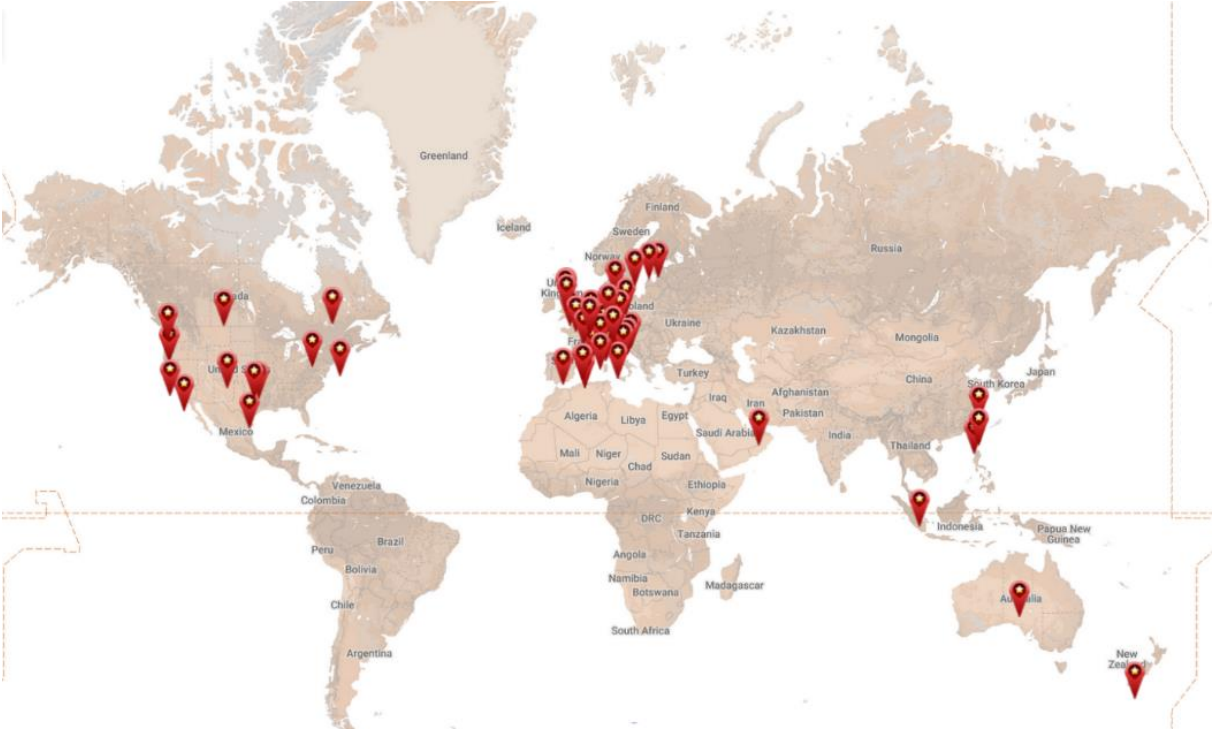 Greenland
Finland
Iceland
Sweden
Norway
Russia
Ukraine
Kazakhstan
Mongolia
Turkey
China
Japan
South Korea
Afghanistan
Iraq
Iran
Pakistan
Mexico
Algeria
Libya
Egypt
Saudi Arabia
India
Thailand
Mali
Niger
Chad
Sudan
Venezuela
Nigeria
Ethiopia
Colombia
DRC
Kenya
Indonesia
Papua New
Guinea
Tanzania
Peru
Brazil
Angola
Bolivia
Namibia
Botswana
Madagascar
Chile
South Africa
Argentina
New